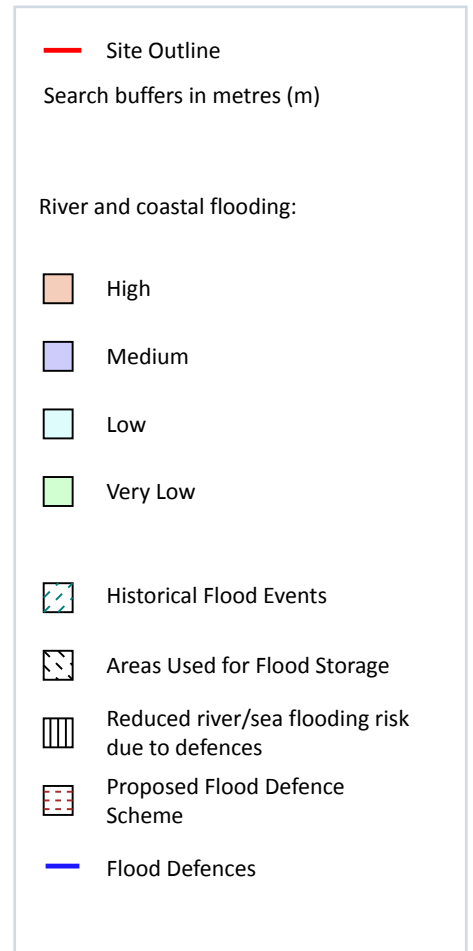 Site Outline
Search buffers in metres (m)
River and coastal flooding:
High
Medium
Low
Very Low
Historical Flood Events
Areas Used for Flood Storage
Reduced river/sea flooding risk
due to defences
Proposed Flood Defence
Scheme
Flood Defences